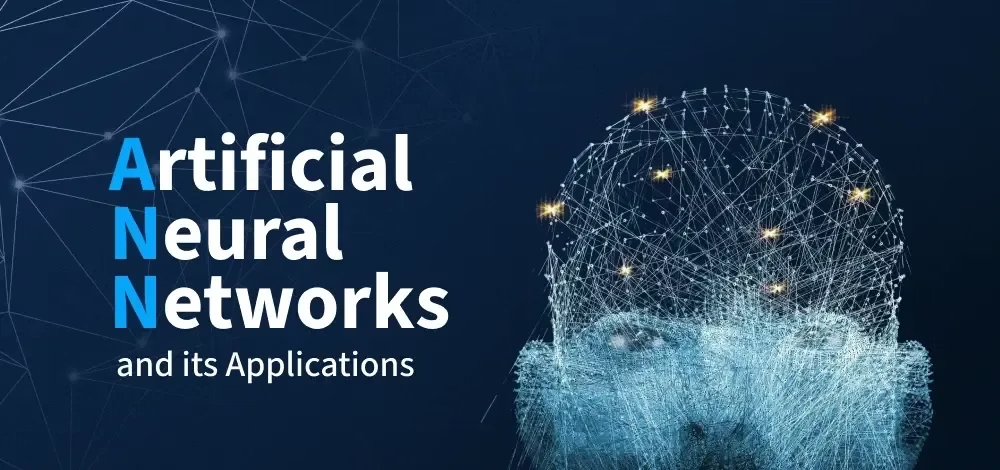 Artificial
Neural
Networks
and its Applications